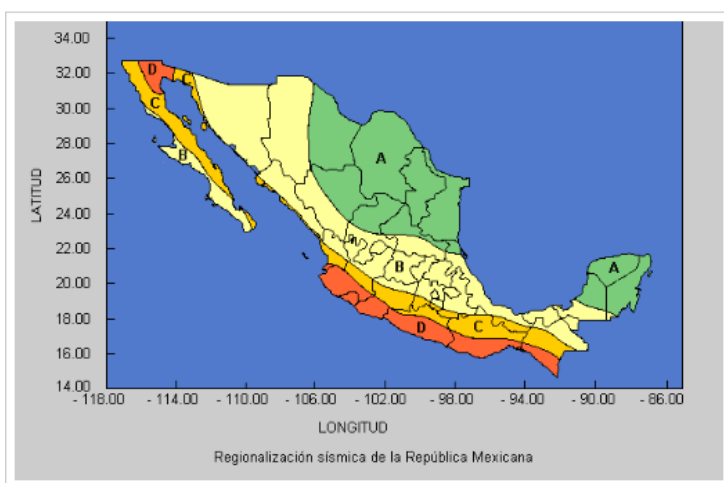 34.00
32.00
30.00
28.00
26.00
24.00
22.00
20.00
18.00
16.00
14.00
LATITUD
D
C
C
B
A
A
B
C
D
- 118.00 - 114.00 - 110.00 - 106.00 - 102.00 - 98.00 - 94.00 - 90.00 - 86.00
LONGITUD
Regionalización sísmica de la República Mexicana